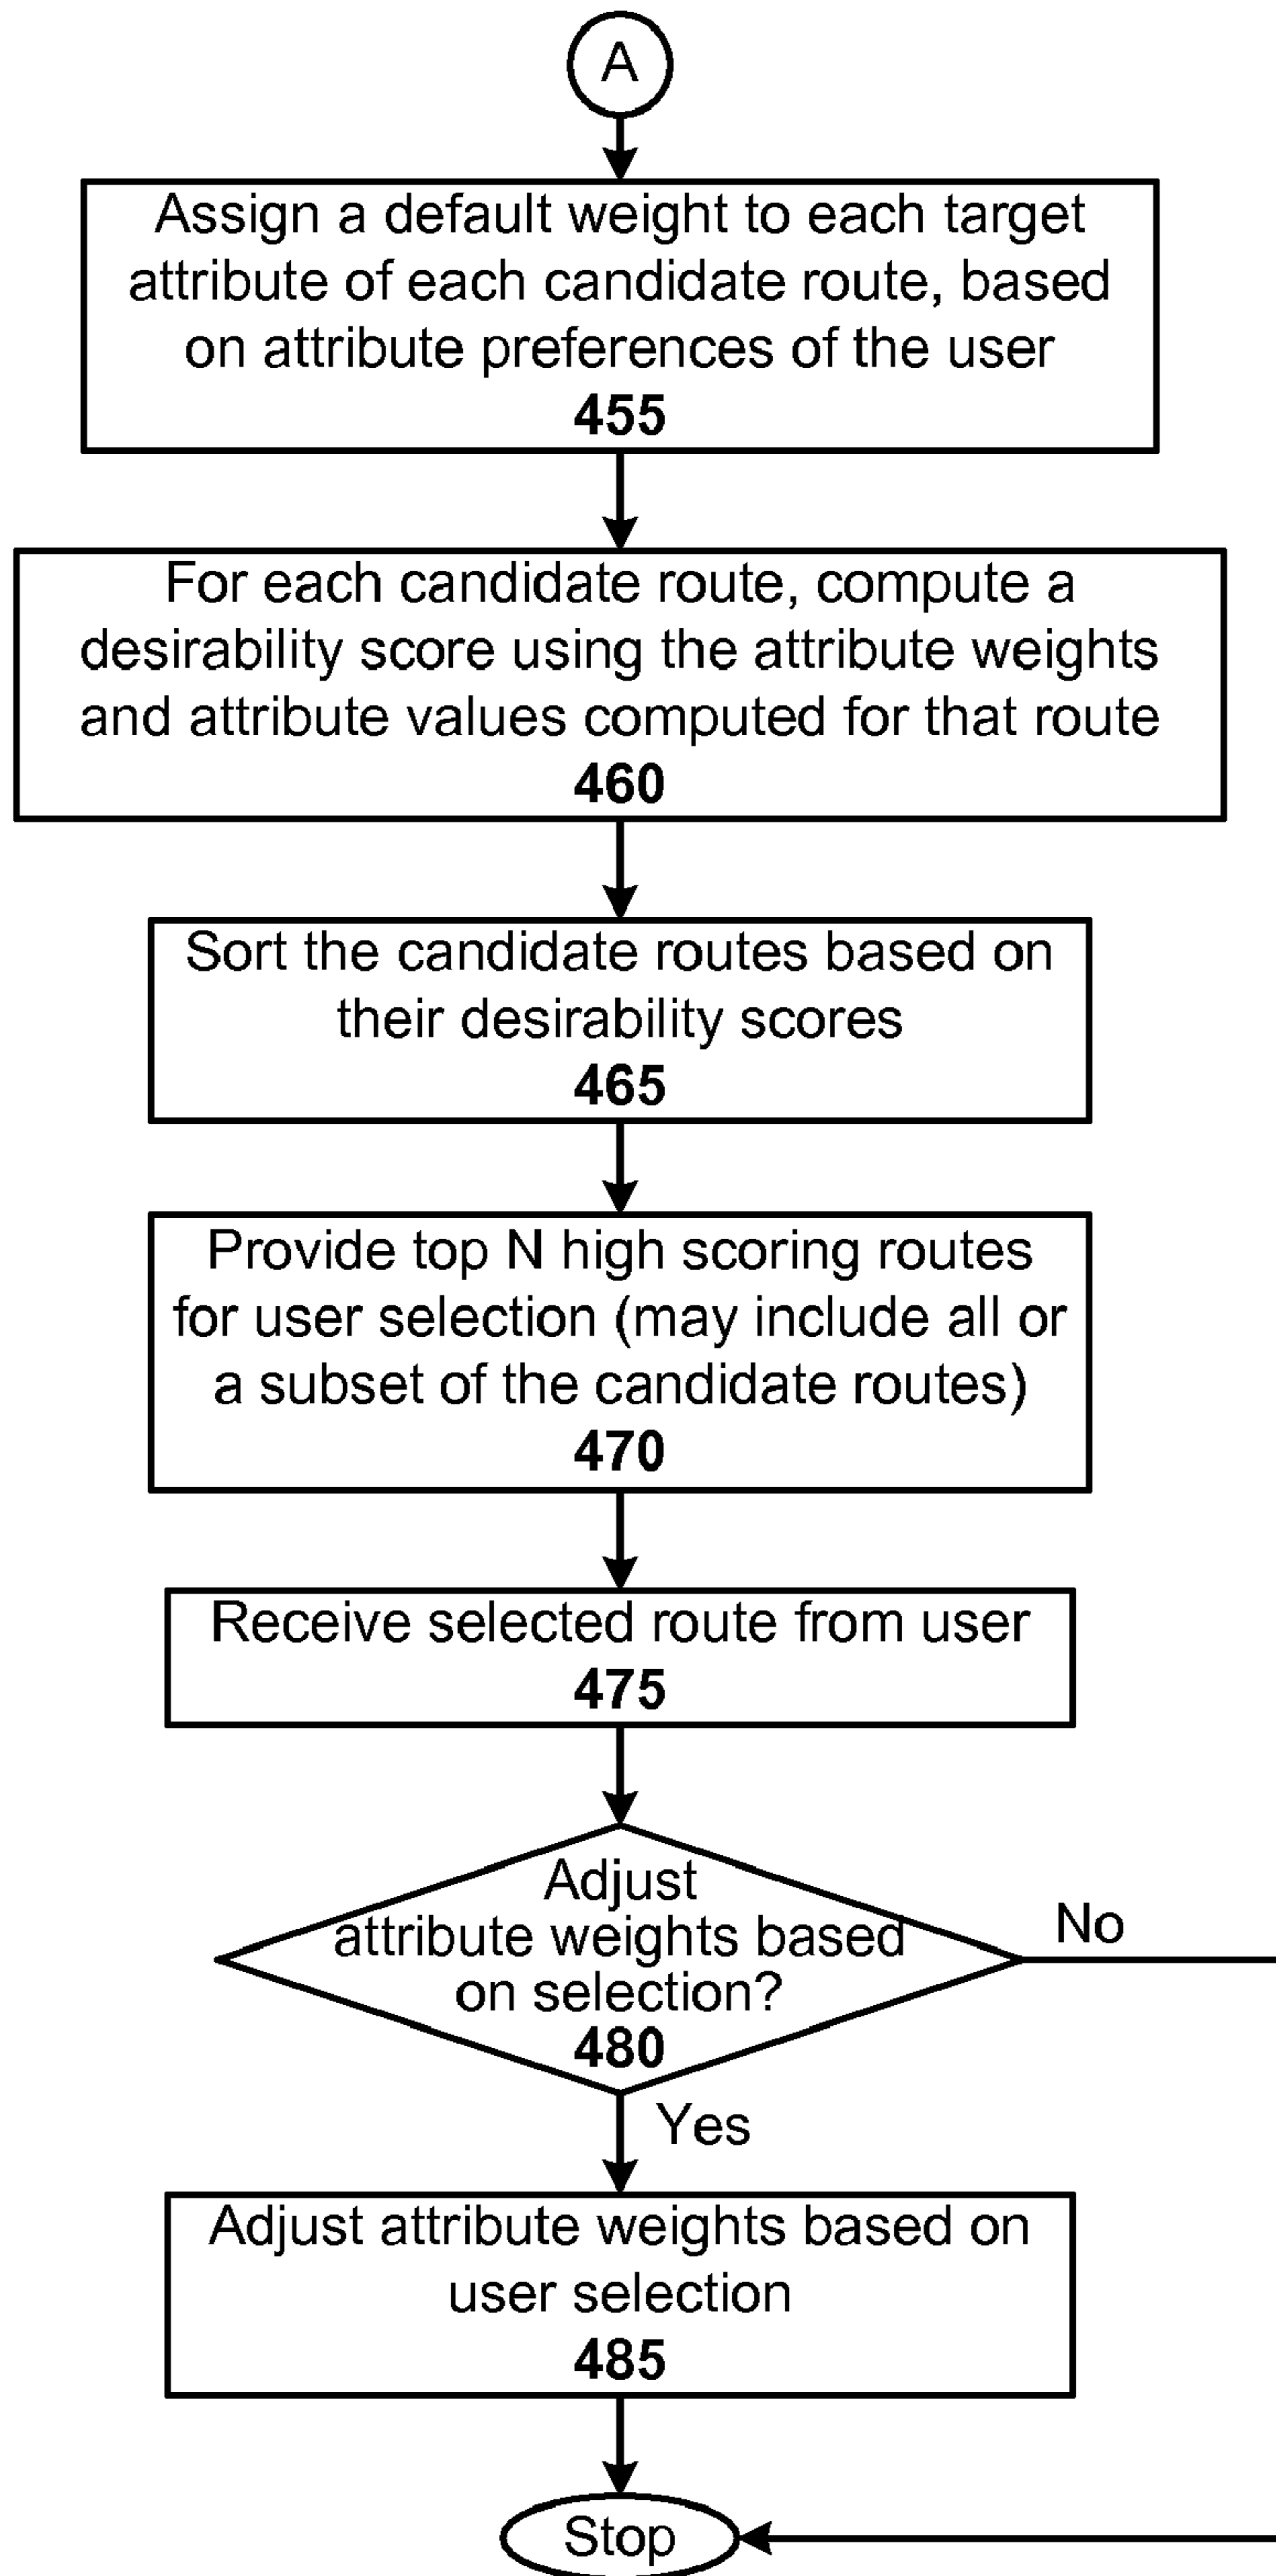 A
Assign a default weight to each target
attribute of each candidate route, based
on attribute preferences of the user
455
For each candidate route, compute a
desirability score using the attribute weights
and attribute values computed for that route
460
Sort the candidate routes based on
their desirability scores
465
Provide top N high scoring routes
for user selection (may include all or
a subset of the candidate routes)
470
Receive selected route from user
475
Adjust
attribute weights based
on selection?
480
No
Yes
Adjust attribute weights based on
user selection
485
Stop